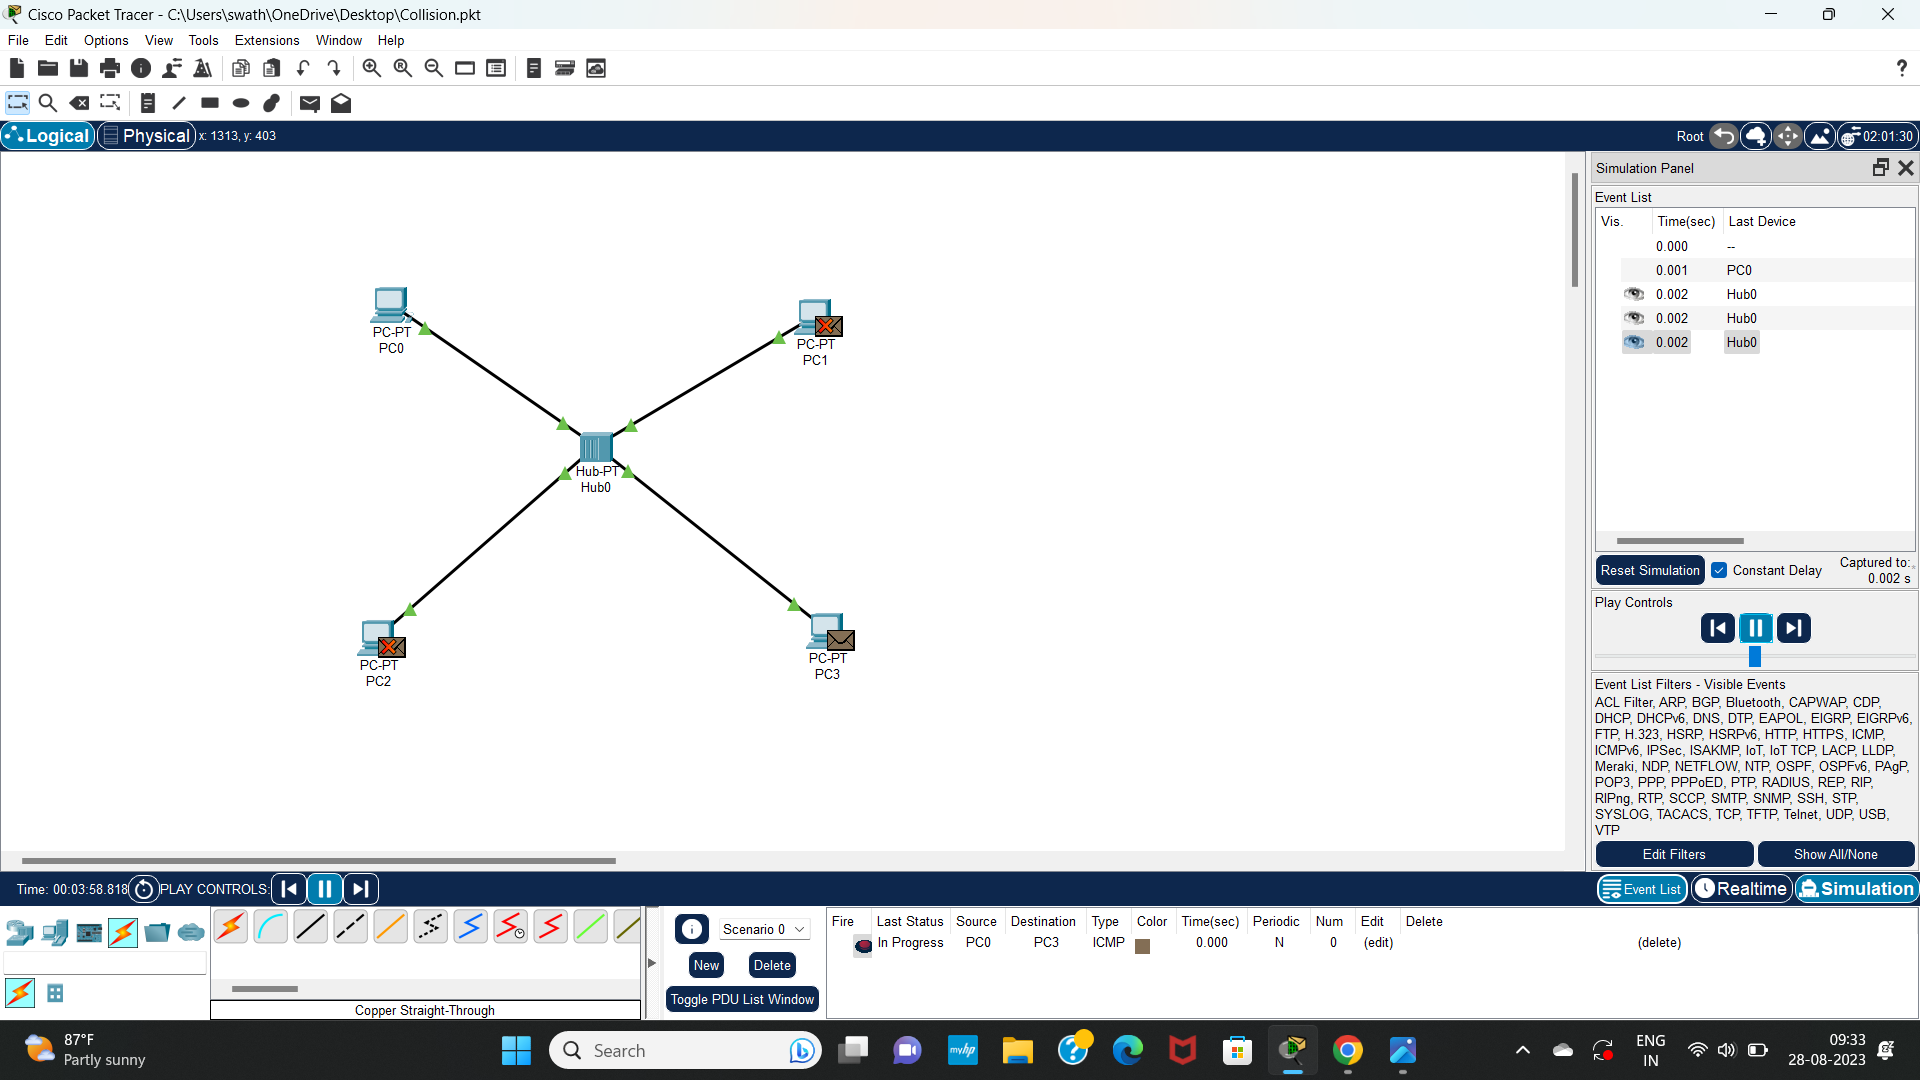 Cisco Packet Tracer - C:\Users\swath\OneDrive\Desktop\Collision.pkt
File Edit Options View Tools Extensions Window Help
?
Logical Physical x: 1313, y: 403 Root 02:01:30
Simulation Panel
Event List
Vis. Time(sec) Last Device
0.000 --
0.001 PC0
0.002 Hub0
0.002 Hub0
0.002 Hub0
PC-PT
PC0
PC-PT
PC1
Hub-PT
Hub0
PC-PT
PC2
PC-PT
PC3
Reset Simulation Constant Delay Captured to:
0.002 s
Play Controls
Event List Filters - Visible Events
ACL Filter, ARP, BGP, Bluetooth, CAPWAP, CDP,
DHCP, DHCPv6, DNS, DTP, EAPOL, EIGRP, EIGRPv6,
FTP, H.323, HSRP, HSRPv6, HTTP, HTTPS, ICMP,
ICMPv6, IPSec, ISAKMP, IoT, IoT TCP, LACP, LLDP,
Meraki, NDP, NETFLOW, NTP, OSPF, OSPFv6, PAgP,
POP3, PPP, PPPoED, PTP, RADIUS, REP, RIP,
RIPng, RTP, SCCP, SMTP, SNMP, SSH, STP,
SYSLOG, TACACS, TCP, TFTP, Telnet, UDP, USB,
VTP
Edit Filters Show All/None
Time: 00:03:58.818 PLAY CONTROLS: Event List Realtime Simulation
Scenario 0
New Delete
Toggle PDU List Window
Copper Straight-Through
Fire Last Status Source Destination Type Color Time(sec) Periodic Num Edit Delete
In Progress PC0 PC3 ICMP 0.000 N 0 (edit) (delete)
87°F
Partly sunny
Search
myhp
ENG
IN
09:33
28-08-2023